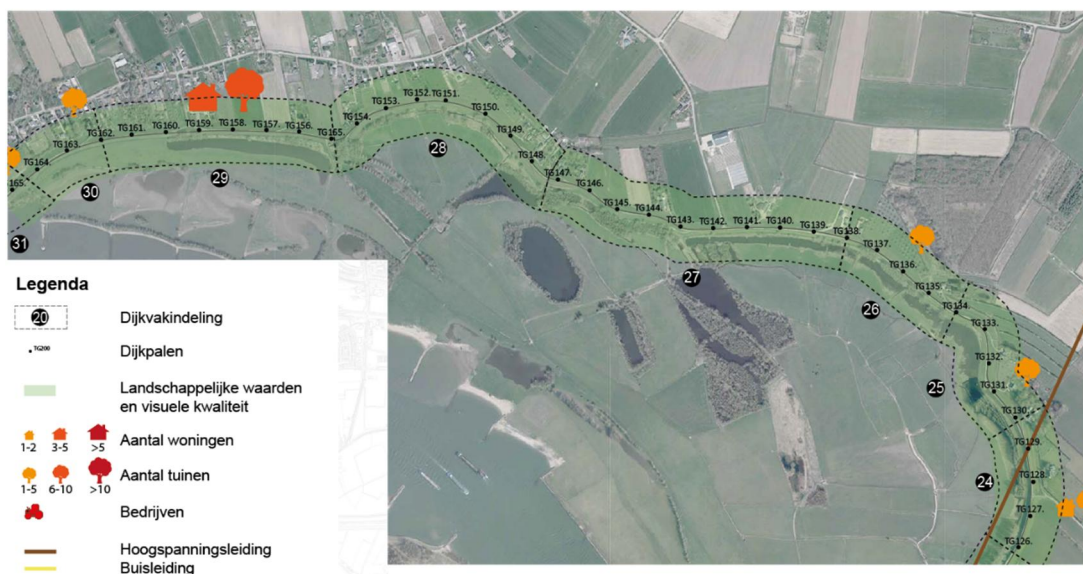 TG153.
TG152.
TG151.
TG150.
TG154.
TG149.
TG148.
TG165.
TG156.
TG157.
TG158.
TG159.
TG160.
TG161.
TG162.
TG163.
TG164.
165.
28
29
30
31
TG147.
TG146.
TG145.
TG144.
TG143.
TG142.
TG141.
TG140.
TG139.
TG138.
TG137.
TG136.
TG135.
TG134.
TG133.
TG132.
TG131.
TG130.
TG129.
TG128.
TG127.
TG126.
27
26
25
24
Legenda
20 Dijkvakindeling
TG200 Dijkpalen
Landschappelijke waarden
en visuele kwaliteit
1-2 3-5 >5 Aantal woningen
1-5 6-10 >10 Aantal tuinen
Bedrijven
Hoogspanningsleiding
Buisleiding